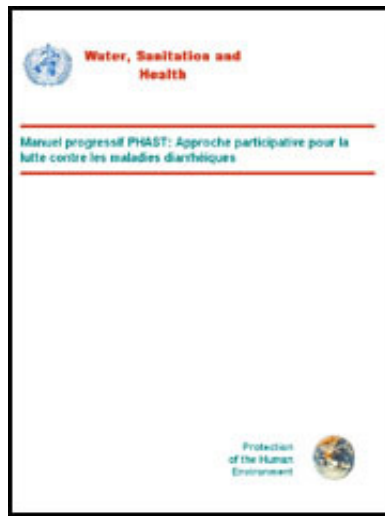 Water, Sanitation and
Health
Manuel progressif PHAST: Approche participative pour la
lutte contre les maladies diarrhéiques
Protection
of the Human
Environment